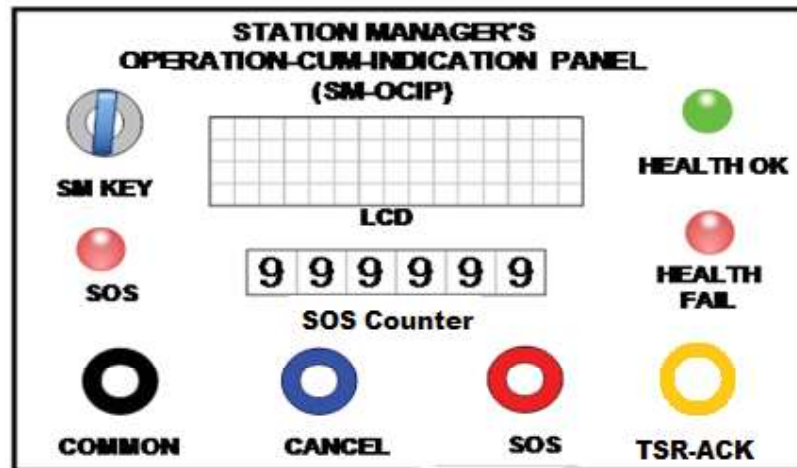 STATION MANAGER'S
OPERATION-CUM-INDICATION PANEL
(SM-OCIP)
SM KEY
HEALTH OK
LCD
SOS
999999
HEALTH
FAIL
SOS Counter
COMMON
CANCEL
SOS
TSR-ACK